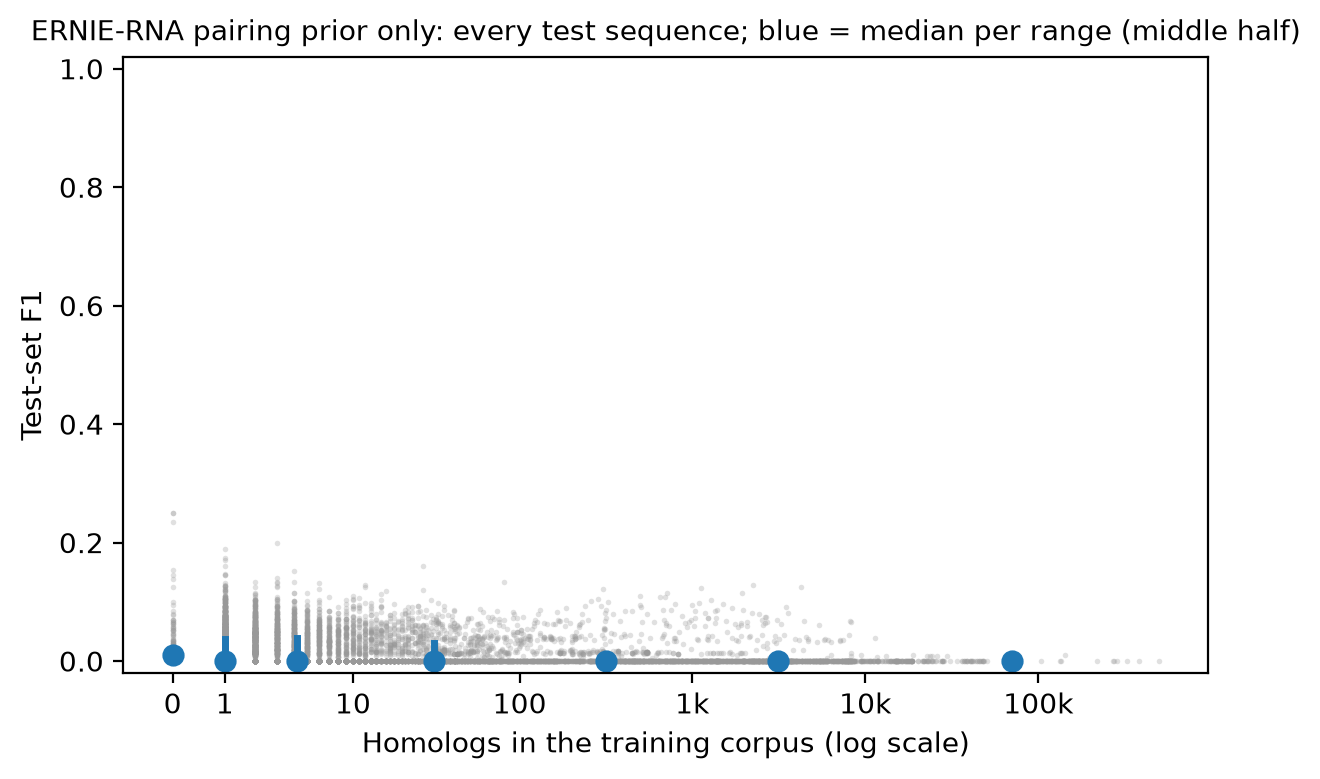 ERNIE-RNA pairing prior only: every test sequence; blue = median per range (middle half)
1.0
0.8
0.6
0.4
0.2
0.0
Test-set F1
0 1 10 100 1k 10k 100k
Homologs in the training corpus (log scale)